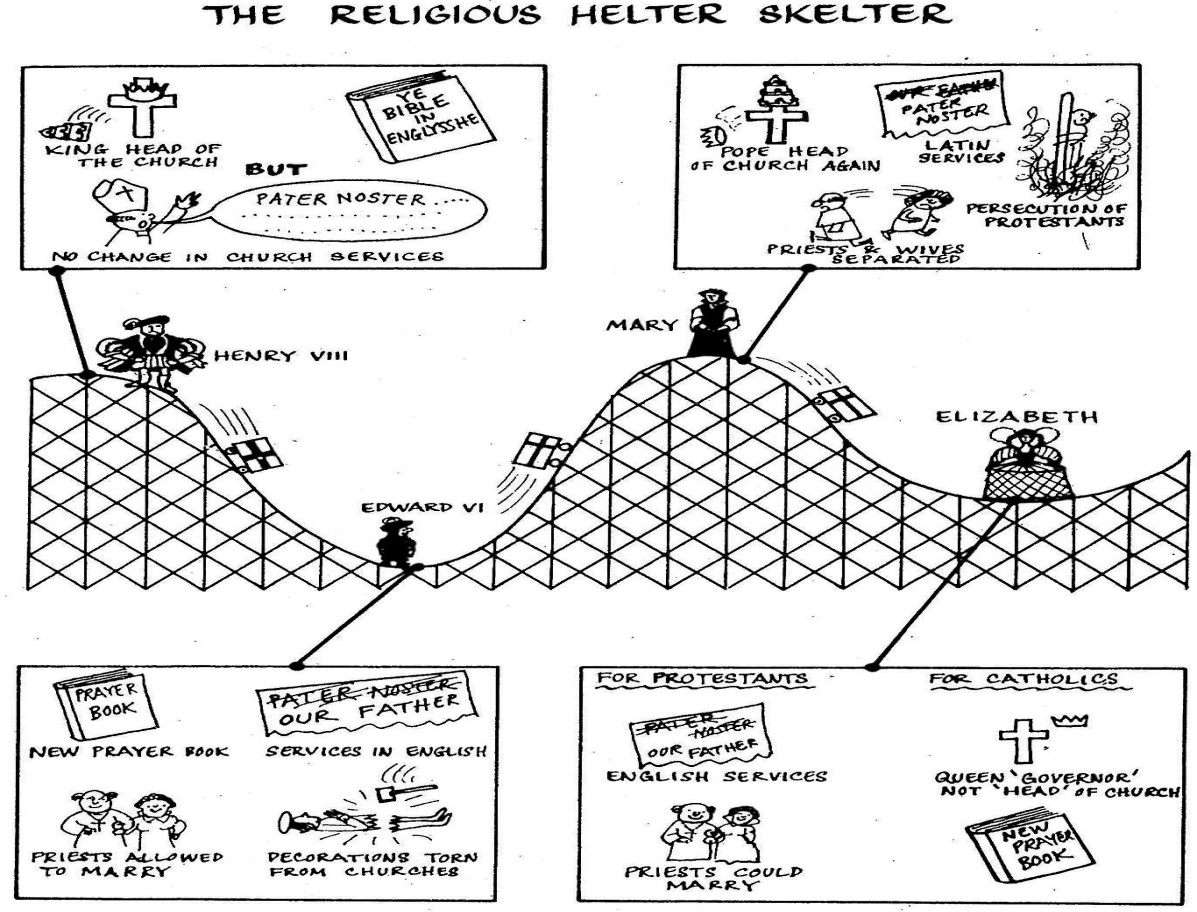 THE RELIGIOUS HELTER SKELTER
KING HEAD OF
THE CHURCH
YE
BIBLE
IN
ENGLYSSHE
BUT
PATER NOSTER .....
NO CHANGE IN CHURCH SERVICES
POPE HEAD
OF CHURCH AGAIN
OUR FATHER
PATER
NOSTER
LATIN
SERVICES
PRIESTS & WIVES
SEPARATED
PERSECUTION OF
PROTESTANTS
HENRY VIII
MARY
EDWARD VI
ELIZABETH
PRAYER
BOOK
NEW PRAYER BOOK
PATER NOSTER
OUR FATHER
SERVICES IN ENGLISH
PRIESTS ALLOWED
TO MARRY
DECORATIONS TORN
FROM CHURCHES
FOR PROTESTANTS
PATER
NOSTER
OUR FATHER
ENGLISH SERVICES
PRIESTS COULD
MARRY
FOR CATHOLICS
QUEEN 'GOVERNOR'
NOT 'HEAD' OF CHURCH
NEW
PRAYER
BOOK